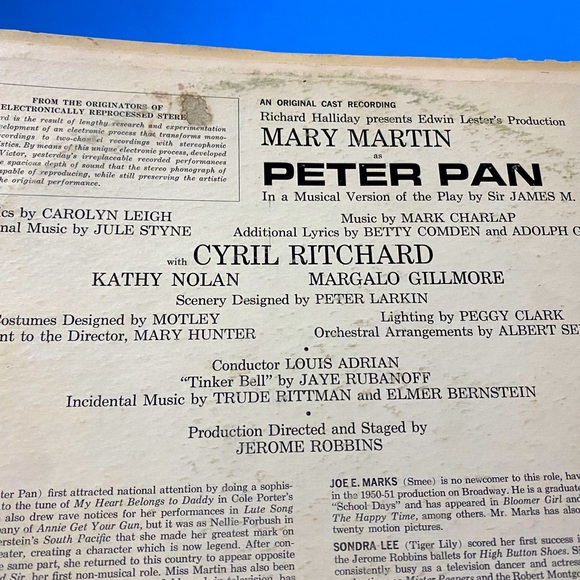 FROM THE ORIGINATORS OF
ELECTRONICALLY REPROCESSED STEREO
is the result of lengthy research and experimentation
of an electronic process that transforms
to two-channel recordings with stereophonic
By means of this unique electronic process, developed
Victor, yesterday's irreplaceable recorded performances
spacious depth of sound that the stereo phonograph of
capable of reproducing, while still preserving the artistic
original performance.
AN ORIGINAL CAST RECORDING
Richard Halliday presents Edwin Lester's Production
MARY MARTIN
as
PETER PAN
In a Musical Version of the Play by Sir JAMES M.
by CAROLYN LEIGH
Music by MARK CHARLAP
Music by JULE STYNE
Additional Lyrics by BETTY COMDEN and ADOLPH G
with CYRIL RITCHARD
KATHY NOLAN MARGALO GILLMORE
Scenery Designed by PETER LARKIN
Costumes Designed by MOTLEY
Lighting by PEGGY CLARK
to the Director, MARY HUNTER
Orchestral Arrangements by ALBERT SE
Conductor LOUIS ADRIAN
“Tinker Bell” by JAYE RUBANOFF
Incidental Music by TRUDE RITTMAN and ELMER BERNSTEIN
Production Directed and Staged by
JEROME ROBBINS
Pan) first attracted national attention by doing a sophis-
to the tune of My Heart Belongs to Daddy in Cole Porter's
also drew rave notices for her performances in Lute Song
of Annie Get Your Gun, but it was as Nellie Forbush in
South Pacific that she made her greatest mark on
creating a character which is now legend. After con-
same part, she returned to this country to appear opposite
Sir, her first non-musical role. Miss Martin has also been
television, has
JOE E. MARKS (Smee) is no newcomer to this role, hav
in the 1950-51 production on Broadway. He is a graduate
“School Days” and has appeared in Bloomer Girl and
The Happy Time, among others. Mr. Marks has also
twenty motion pictures.
SONDRA LEE (Tiger Lily) scored her first success i
the Jerome Robbins ballets for High Button Shoes. Si
consistently busy as a television dancer and actress
Mister Peepers and the Robert Montgo